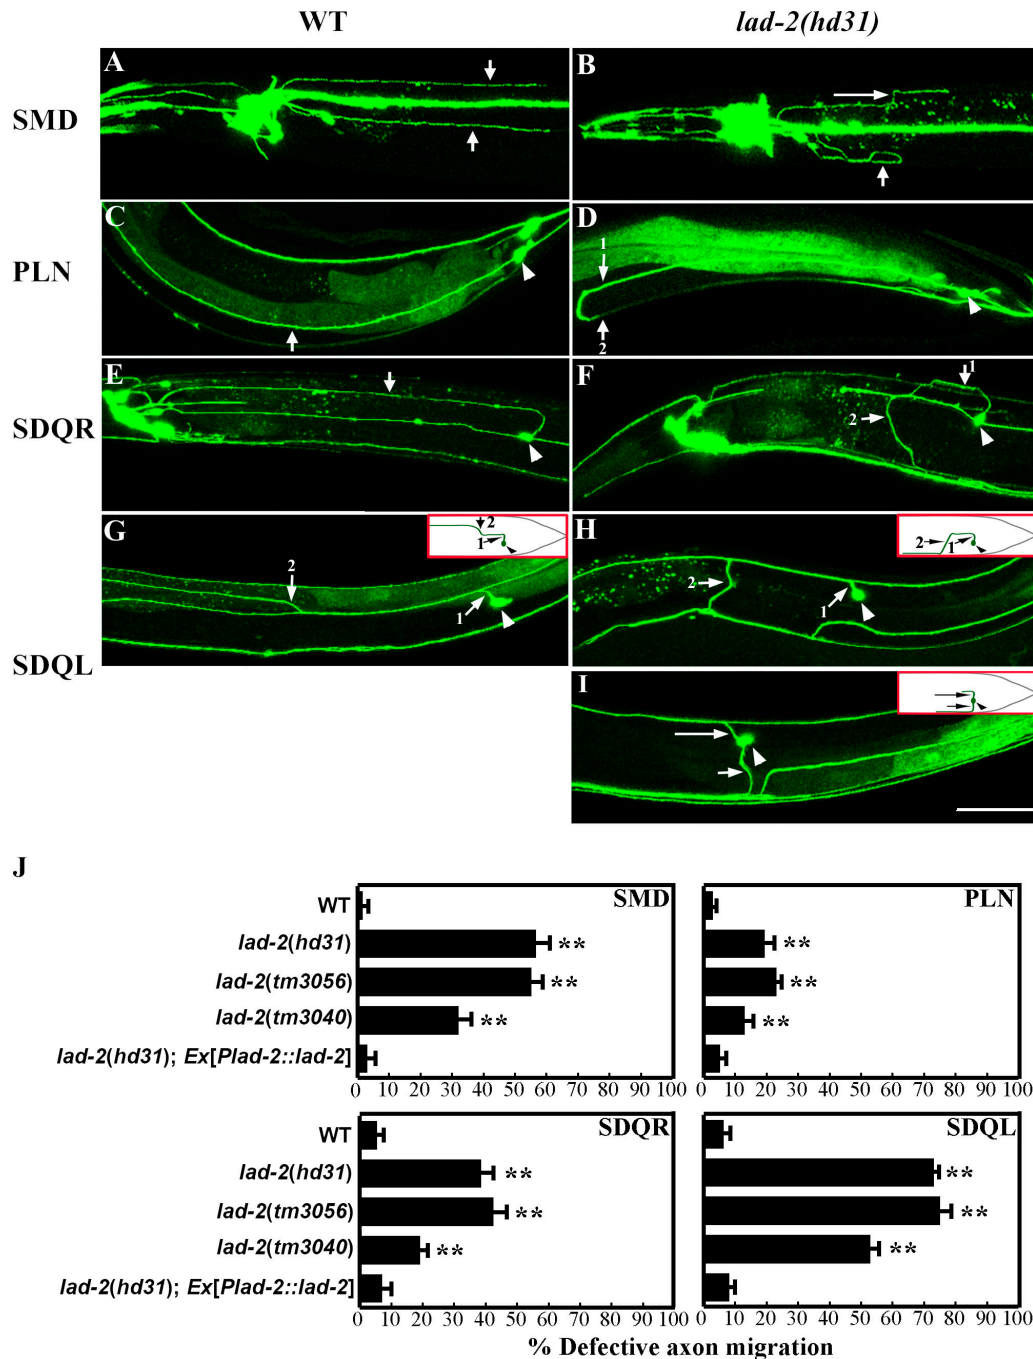 WT
lad-2(hd31)
SMD
A
B
PLN
C
D
1
2
SDQR
E
F
1
2
SDQL
G
2
1
2
1
H
2
1
2
1
I
J
SMD
WT
lad-2(hd31)
**
lad-2(tm3056)
**
lad-2(tm3040)
**
lad-2(hd31); Ex[Plad-2::lad-2]
0 10 20 30 40 50 60 70 80 90 100
PLN
**
**
**
0 10 20 30 40 50 60 70 80 90 100
SDQR
WT
lad-2(hd31)
**
lad-2(tm3056)
**
lad-2(tm3040)
**
lad-2(hd31); Ex[Plad-2::lad-2]
0 10 20 30 40 50 60 70 80 90 100
SDQL
**
**
**
0 10 20 30 40 50 60 70 80 90 100
% Defective axon migration